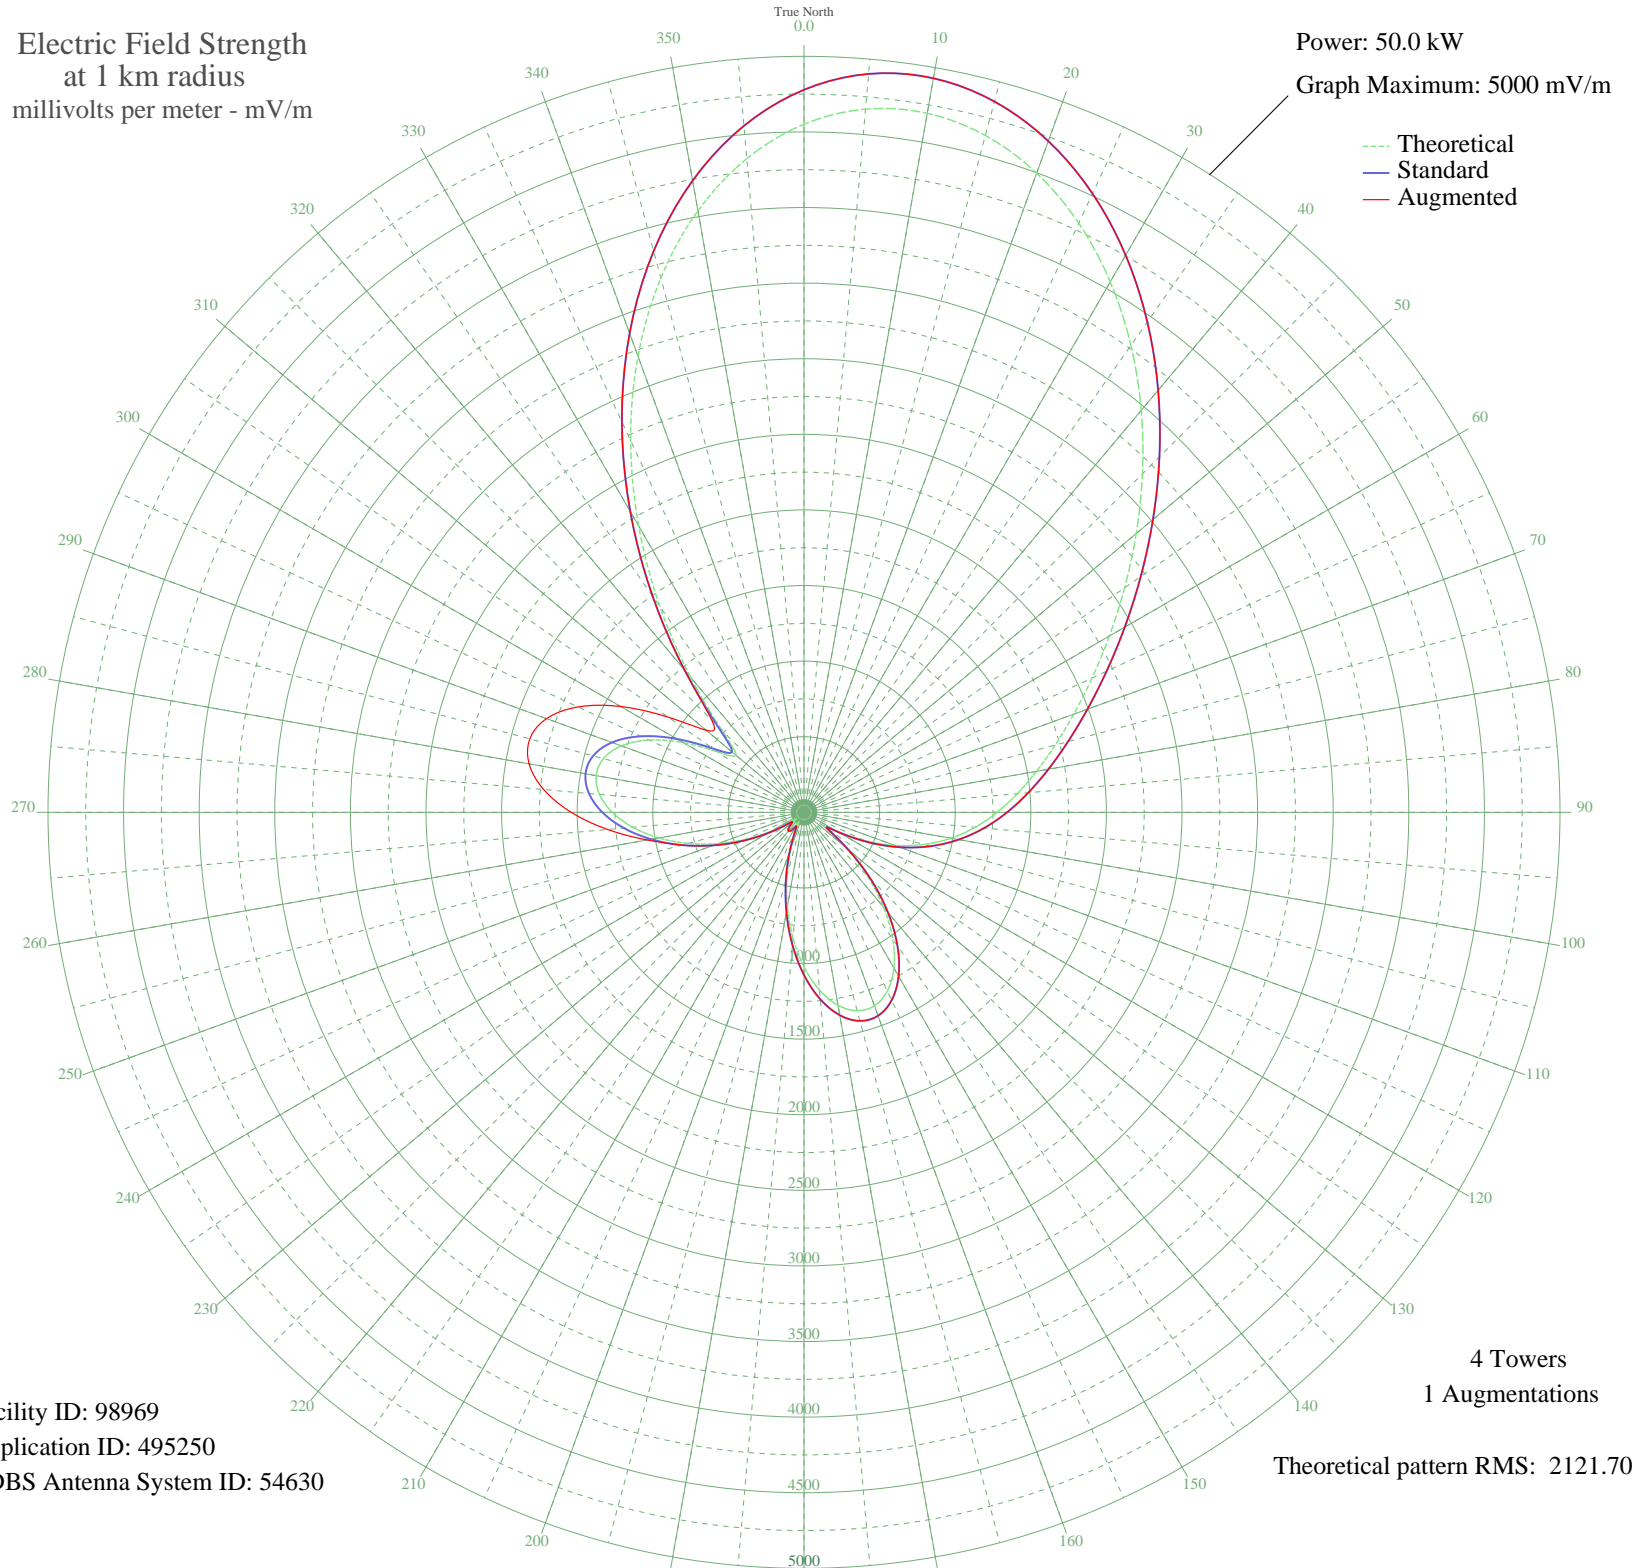 True North
0.0
Electric Field Strength
at 1 km radius
millivolts per meter - mV/m
Power: 50.0 kW
Graph Maximum: 5000 mV/m
Theoretical
Standard
Augmented
10
20
30
40
50
60
70
80
90
100
110
120
130
140
150
160
200
210
220
230
240
250
260
270
280
290
300
310
320
330
340
350
1000
1500
2000
2500
3000
3500
4000
4500
5000
4 Towers
1 Augmentations
Theoretical pattern RMS: 2121.70
cility ID: 98969
plication ID: 495250
DBS Antenna System ID: 54630